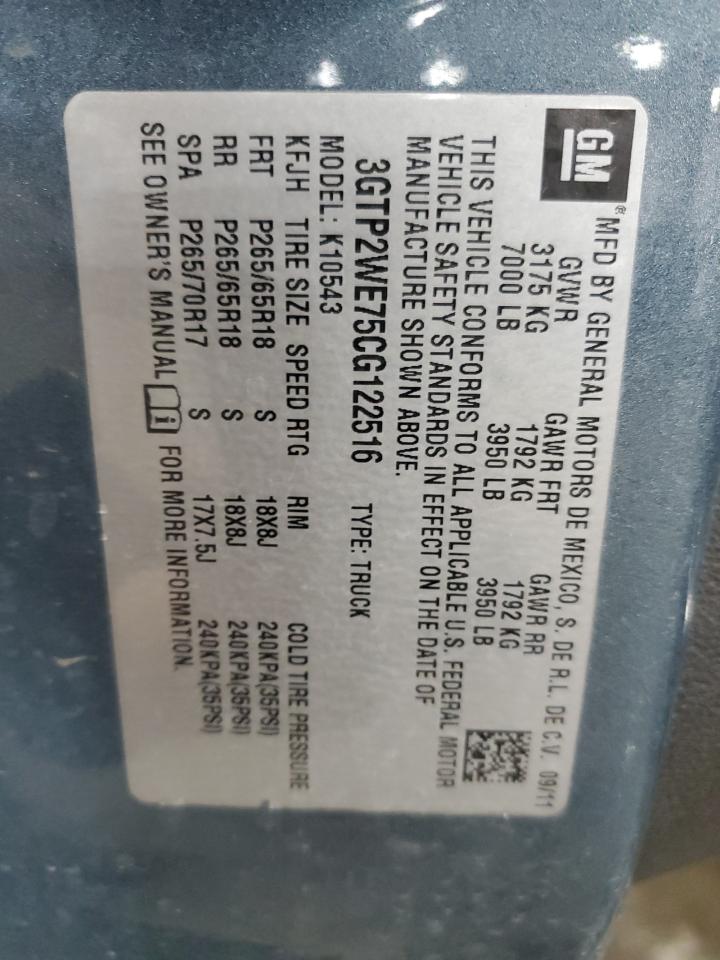 GM® MFD BY GENERAL MOTORS DE MEXICO, S. DE R.L. DE C.V. 09/11
GVWR GAWR FRT GAWR RR
3175 KG 1792 KG 1792 KG
7000 LB 3950 LB 3950 LB
THIS VEHICLE CONFORMS TO ALL APPLICABLE U.S. FEDERAL MOTOR
VEHICLE SAFETY STANDARDS IN EFFECT ON THE DATE OF
MANUFACTURE SHOWN ABOVE.
3GTP2WE75CG122516 TYPE: TRUCK
MODEL: K10543
KFJH TIRE SIZE SPEED RTG RIM COLD TIRE PRESSURE
FRT P265/65R18 S 18X8J 240KPA(35PSI)
RR P265/65R18 S 18X8J 240KPA(35PSI)
SPA P265/70R17 S 17X7.5J 240KPA(35PSI)
SEE OWNER'S MANUAL i FOR MORE INFORMATION.